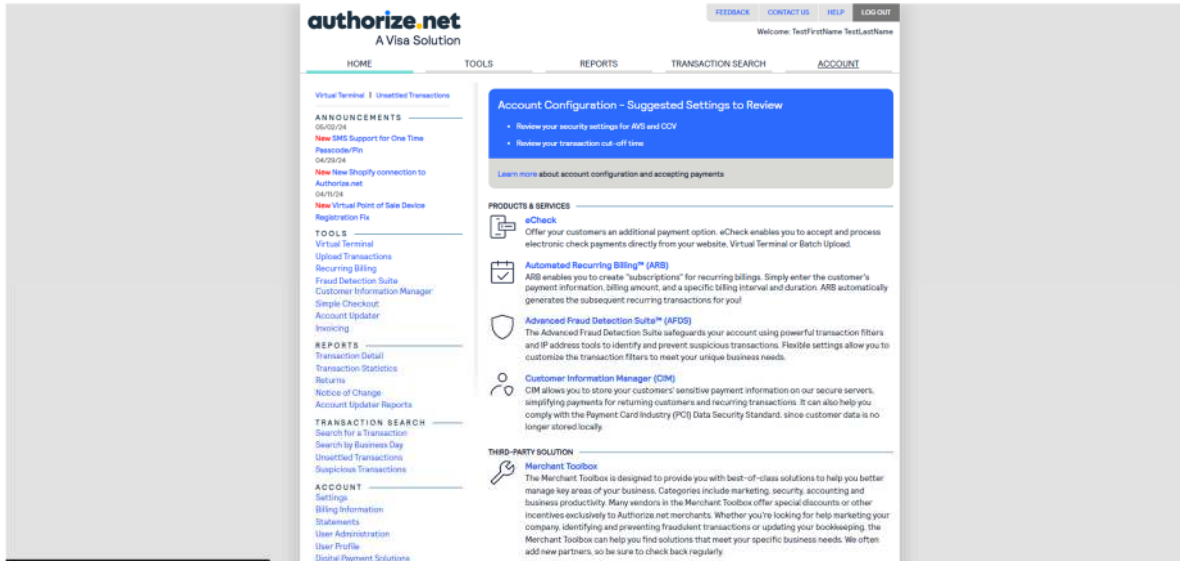 authorize.net
A Visa Solution
FEEDBACK CONTACT US HELP LOG OUT
Welcome: TestFirstName TestLastName
HOME TOOLS REPORTS TRANSACTION SEARCH ACCOUNT
Virtual Terminal | Unsettled Transactions
ANNOUNCEMENTS
05/02/24
New SMS Support for One Time
Passcode/Pin
04/29/24
New New Shopify connection to
Authorize.net
04/11/24
New Virtual Point of Sale Device
Registration Fix
TOOLS
Virtual Terminal
Upload Transactions
Recurring Billing
Fraud Detection Suite
Customer Information Manager
Simple Checkout
Account Updater
Invoicing
REPORTS
Transaction Detail
Transaction Statistics
Returns
Notice of Change
Account Updater Reports
TRANSACTION SEARCH
Search for a Transaction
Search by Business Day
Unsettled Transactions
Suspicious Transactions
ACCOUNT
Settings
Billing Information
Statements
User Administration
User Profile
Digital Payment Solutions
Account Configuration - Suggested Settings to Review
• Review your security settings for AVS and CCV
• Review your transaction cut-off time
Learn more about account configuration and accepting payments
PRODUCTS & SERVICES
eCheck
Offer your customers an additional payment option. eCheck enables you to accept and process
electronic check payments directly from your website, Virtual Terminal or Batch Upload.
Automated Recurring Billing™ (ARB)
ARB enables you to create "subscriptions" for recurring billings. Simply enter the customer's
payment information, billing amount, and a specific billing interval and duration. ARB automatically
generates the subsequent recurring transactions for you!
Advanced Fraud Detection Suite™ (AFDS)
The Advanced Fraud Detection Suite safeguards your account using powerful transaction filters
and IP address tools to identify and prevent suspicious transactions. Flexible settings allow you to
customize the transaction filters to meet your unique business needs.
Customer Information Manager (CIM)
CIM allows you to store your customers' sensitive payment information on our secure servers,
simplifying payments for returning customers and recurring transactions. It can also help you
comply with the Payment Card Industry (PCI) Data Security Standard, since customer data is no
longer stored locally.
THIRD-PARTY SOLUTION
Merchant Toolbox
The Merchant Toolbox is designed to provide you with best-of-class solutions to help you better
manage key areas of your business. Categories include marketing, security, accounting and
business productivity. Many vendors in the Merchant Toolbox offer special discounts or other
incentives exclusively to Authorize.net merchants. Whether you're looking for help marketing your
company, identifying and preventing fraudulent transactions or updating your bookkeeping, the
Merchant Toolbox can help you find solutions that meet your specific business needs. We often
add new partners, so be sure to check back regularly.